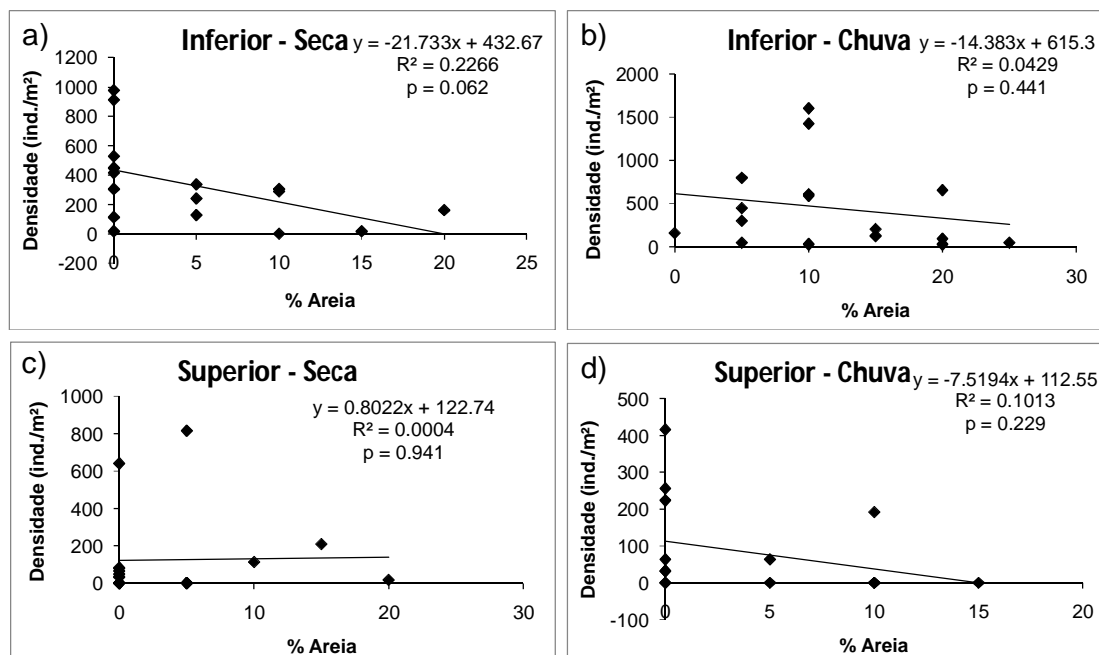 a)
Inferior - Seca
y = -21.733x + 432.67
R² = 0.2266
p = 0.062
Densidade (ind./m²)
1200
1000
800
600
400
200
0
-200
0 5 10 15 20 25
% Areia
b)
Inferior - Chuva
y = -14.383x + 615.3
R² = 0.0429
p = 0.441
Densidade (ind./m²)
2000
1500
1000
500
0
0 10 20 30
% Areia
c)
Superior - Seca
y = 0.8022x + 122.74
R² = 0.0004
p = 0.941
Densidade (ind./m²)
1000
800
600
400
200
0
0 10 20 30
% Areia
d)
Superior - Chuva
y = -7.5194x + 112.55
R² = 0.1013
p = 0.229
Densidade (ind./m²)
500
400
300
200
100
0
-100
0 5 10 15 20
% Areia